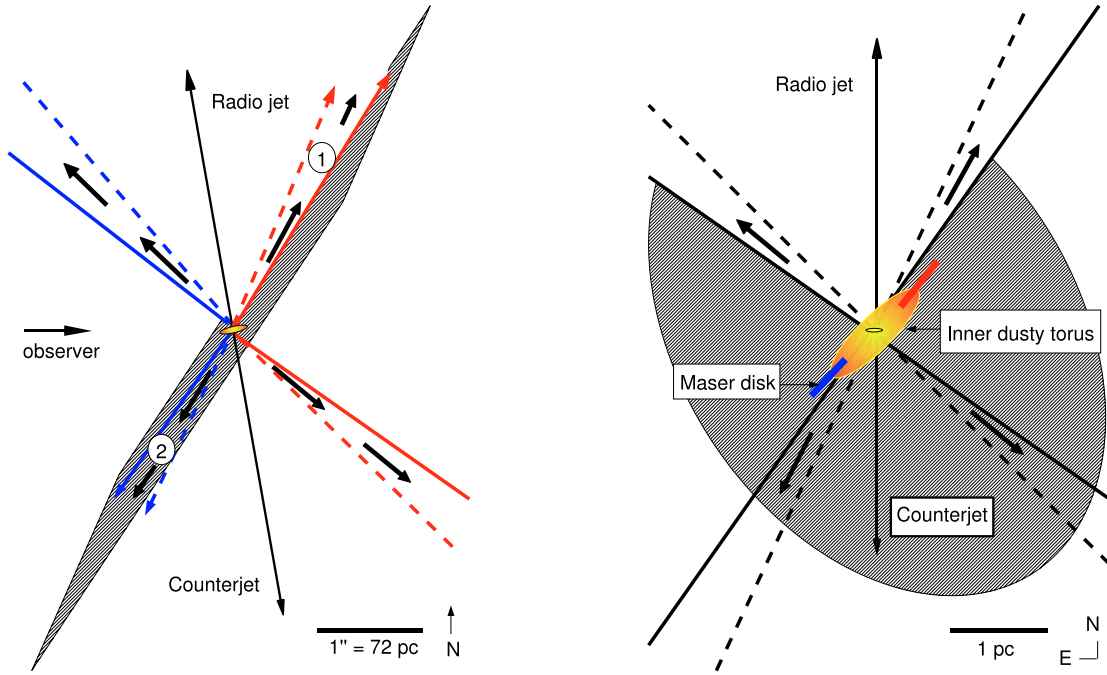 Radio jet
1
observer
2
Counterjet
1" = 72 pc
N
Radio jet
Inner dusty torus
Maser disk
Counterjet
1 pc
N
E